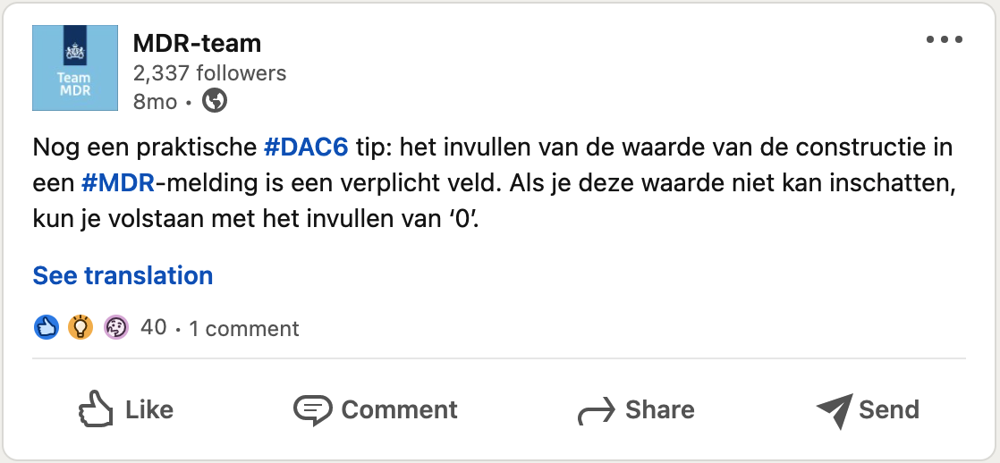 Team
MDR
MDR-team
2,337 followers
8mo •
Nog een praktische #DAC6 tip: het invullen van de waarde van de constructie in
een #MDR-melding is een verplicht veld. Als je deze waarde niet kan inschatten,
kun je volstaan met het invullen van ‘0’.
See translation
40 · 1 comment
Like Comment Share Send